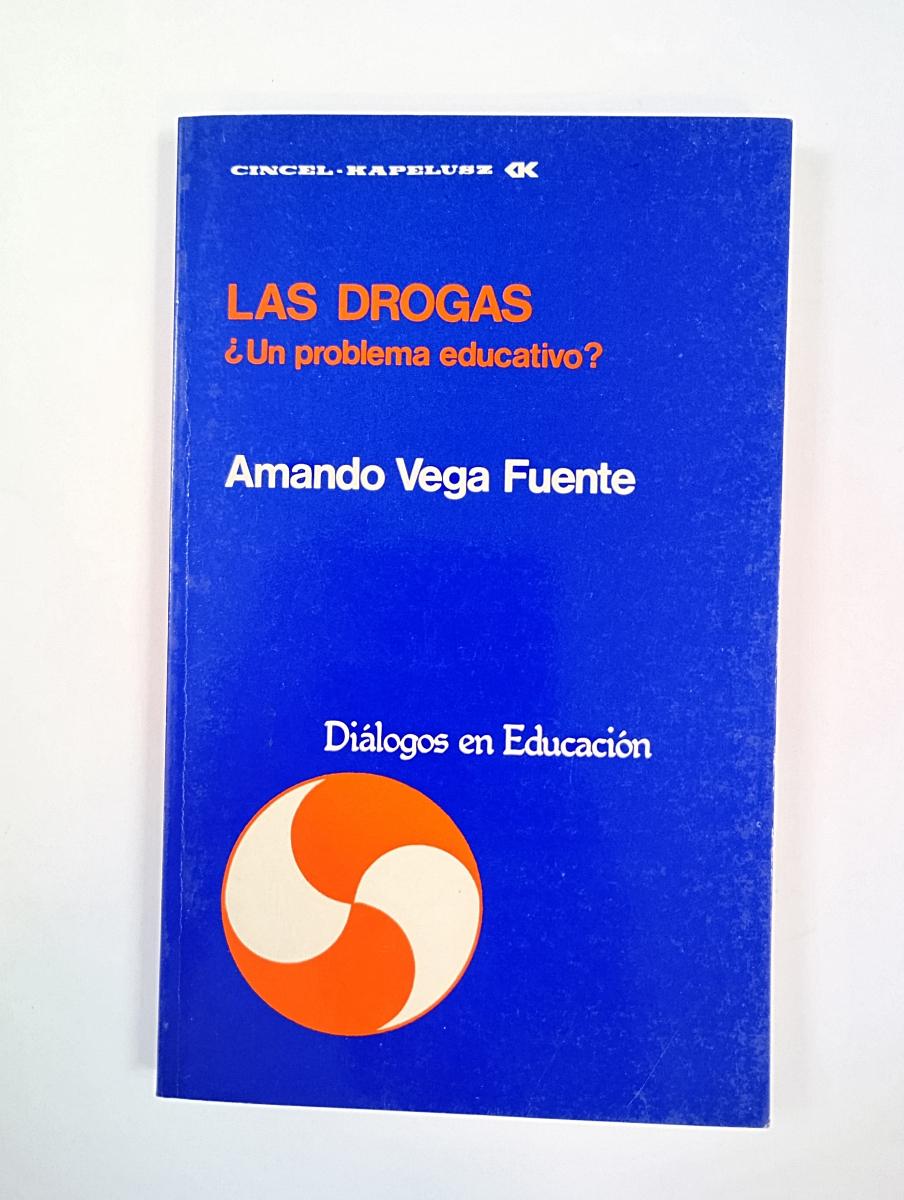 CINCEL-KAPELUSZ CK
LAS DROGAS
¿Un problema educativo?
Amando Vega Fuente
Diálogos en Educación